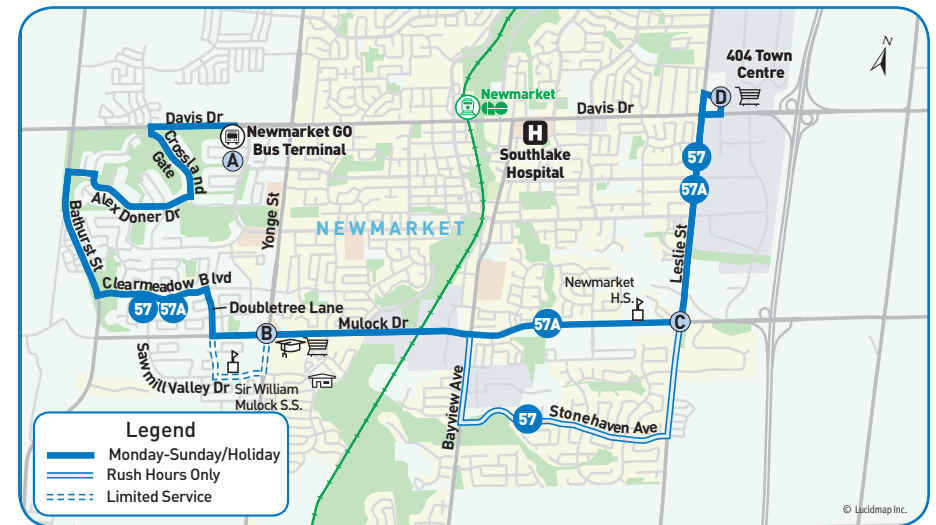 N
404 Town
Centre
D
Newmarket
GO
Davis Dr
Davis Dr
H
Southlake
Hospital
Newmarket GO
Bus Terminal
A
Crossland
Gate
57
57A
Alex Doner Dr
Bathurst St
Yonge St
NEWMARKET
Leslie St
Clearmeadow Blvd
57
57A
Doubletree Lane
Newmarket
H.S.
B
Mulock Dr
57A
C
Sawmill Valley Dr
Sir William
Mulock S.S.
Bayview Ave
57
Stonehaven Ave
Legend
Monday-Sunday/Holiday
Rush Hours Only
Limited Service
© Lucidmap Inc.